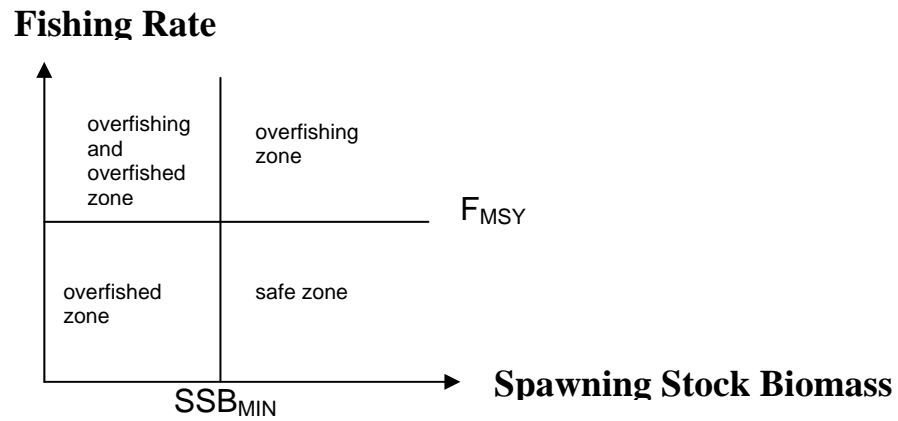 Fishing Rate
overfishing
and
overfished
zone
overfishing
zone
F_MSY
overfished
zone
safe zone
SSB_MIN
Spawning Stock Biomass